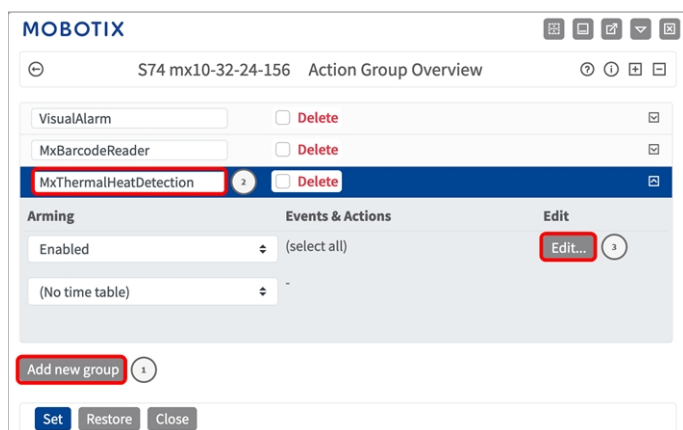 MOBOTIX
S74 mx10-32-24-156 Action Group Overview
VisualAlarm Delete
MxBarcodeReader Delete
MxThermalHeatDetection 2 Delete
Arming Events & Actions Edit
Enabled (select all) Edit... 3
(No time table) -
Add new group 1
Set Restore Close